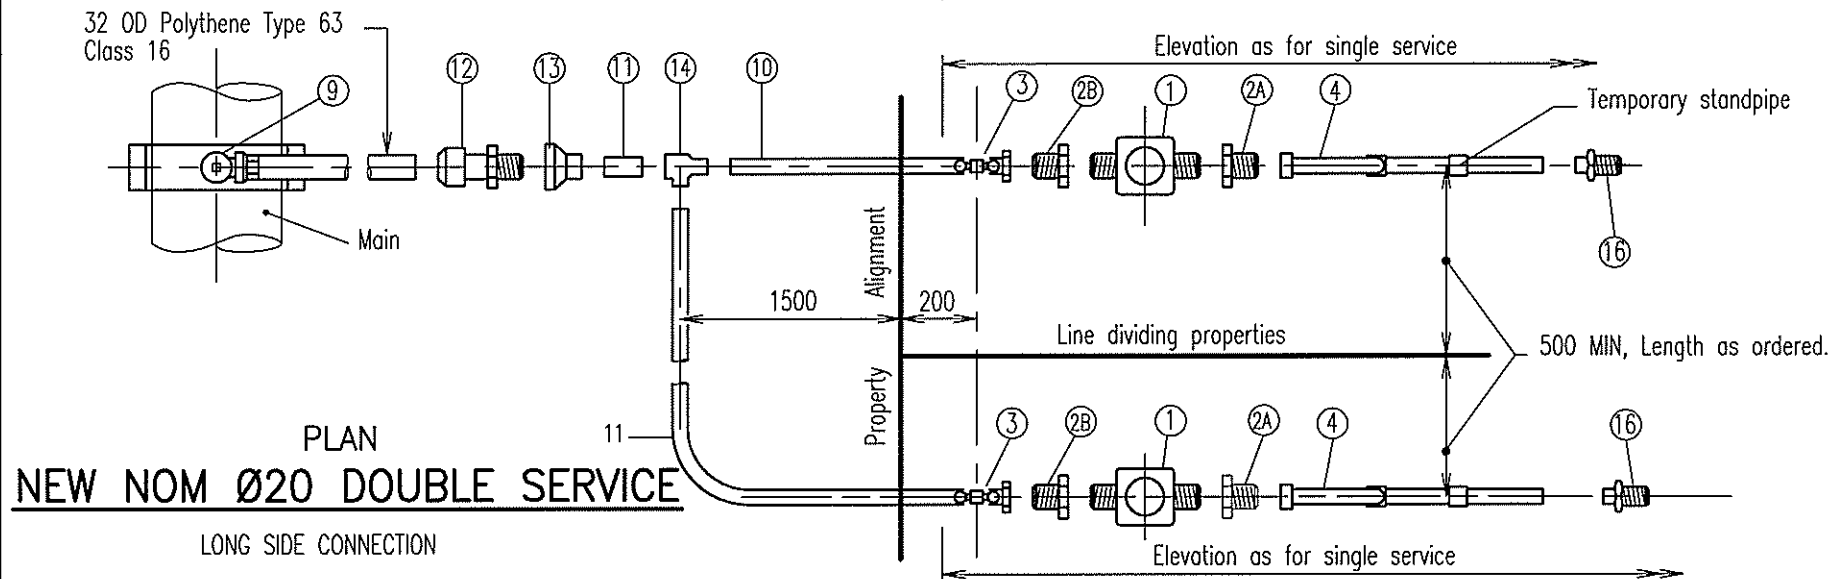 32 OD Polythene Type 63
Class 16
Elevation as for single service
9
12
13
11
14
10
3
2B
1
2A
4
Temporary standpipe
16
Main
Alignment
1500
200
Line dividing properties
500 MIN, Length as ordered.
Property
11
3
2B
1
2A
4
16
PLAN
NEW NOM Ø20 DOUBLE SERVICE
LONG SIDE CONNECTION
Elevation as for single service